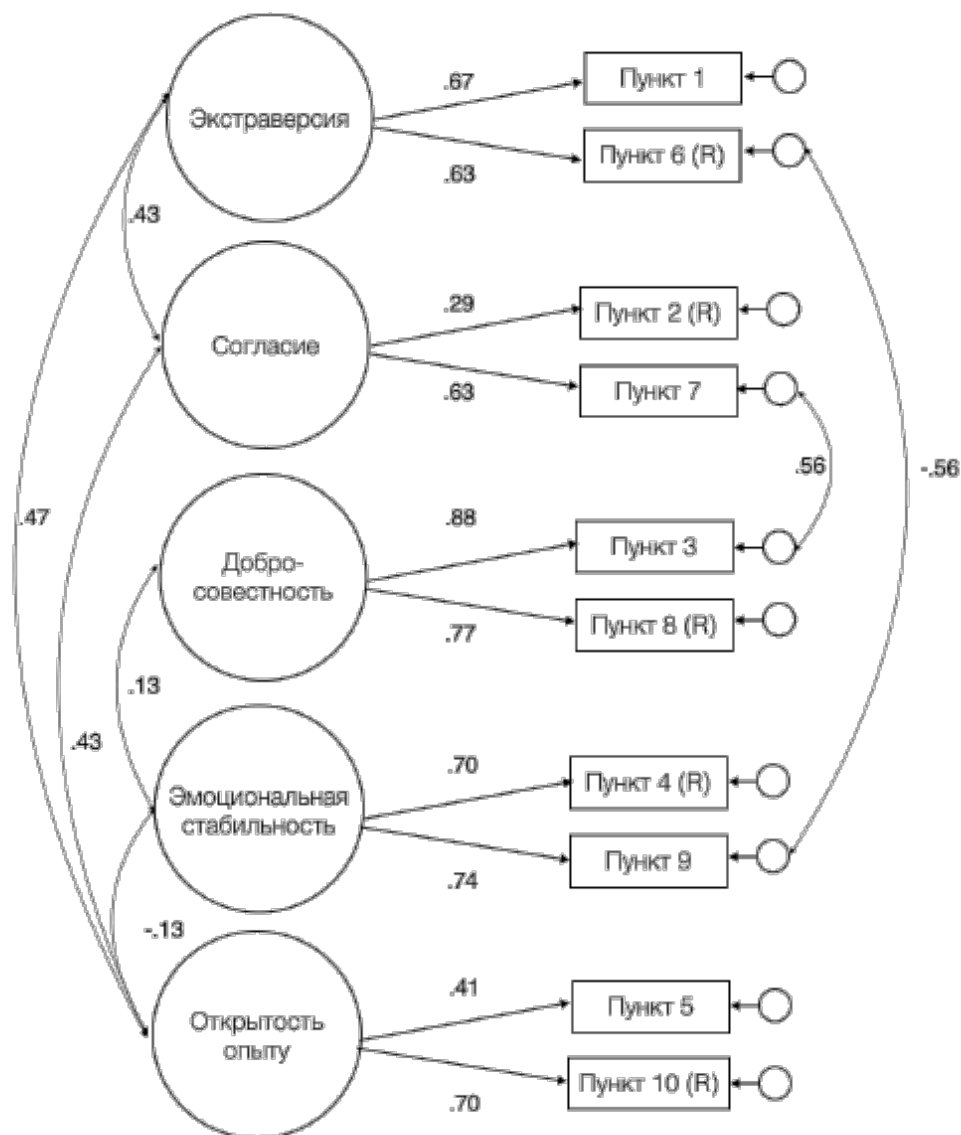 Экстраверсия
.67
Пункт 1
.63
Пункт 6 (R)
.43
Согласие
.29
Пункт 2 (R)
.63
Пункт 7
.56
-.56
.47
Добро-
совестность
.88
Пункт 3
.77
Пункт 8 (R)
.13
.43
Эмоциональная
стабильность
.70
Пункт 4 (R)
.74
Пункт 9
-.13
Открытость
опыту
.41
Пункт 5
.70
Пункт 10 (R)